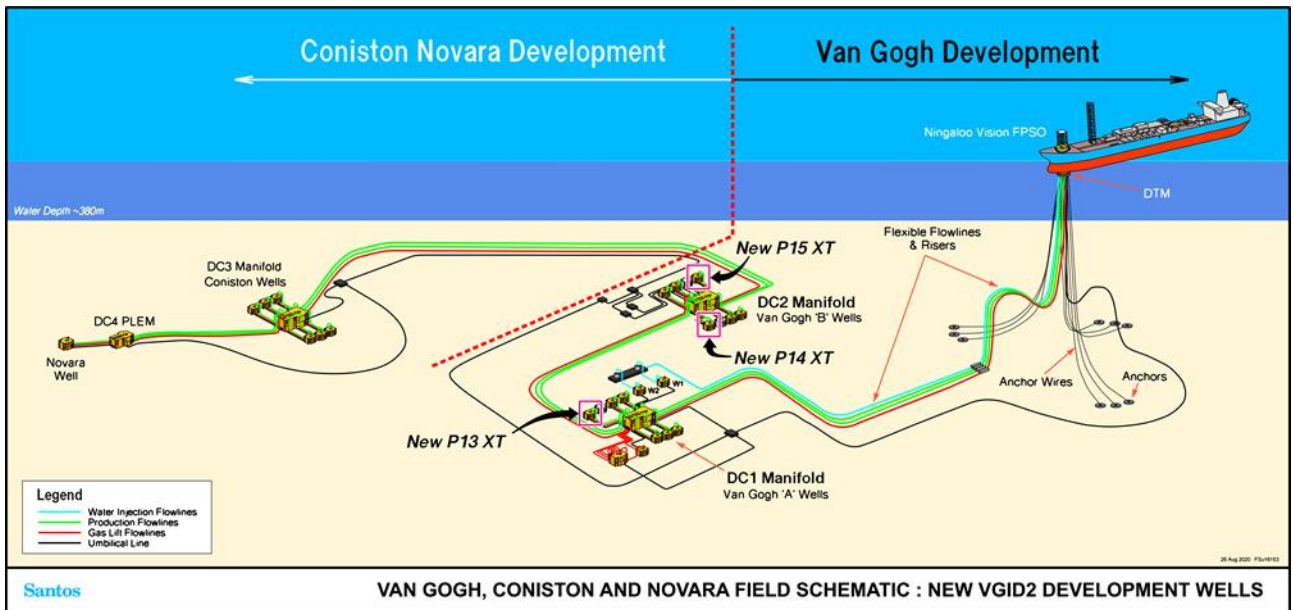 Coniston Novara Development
Van Gogh Development
Ningaloo Vision FPSO
DTM
Water Depth ~380m
Flexible Flowlines
& Risers
New P15 XT
DC3 Manifold
Coniston Wells
DC2 Manifold
Van Gogh 'B' Wells
DC4 PLEM
New P14 XT
Novara
Well
Anchor Wires
Anchors
W2
W1
New P13 XT
DC1 Manifold
Van Gogh 'A' Wells
Legend
Water Injection Flowlines
Production Flowlines
Gas Lift Flowlines
Umbilical Line
26 Aug 2020
Santos
VAN GOGH, CONISTON AND NOVARA FIELD SCHEMATIC : NEW VGID2 DEVELOPMENT WELLS